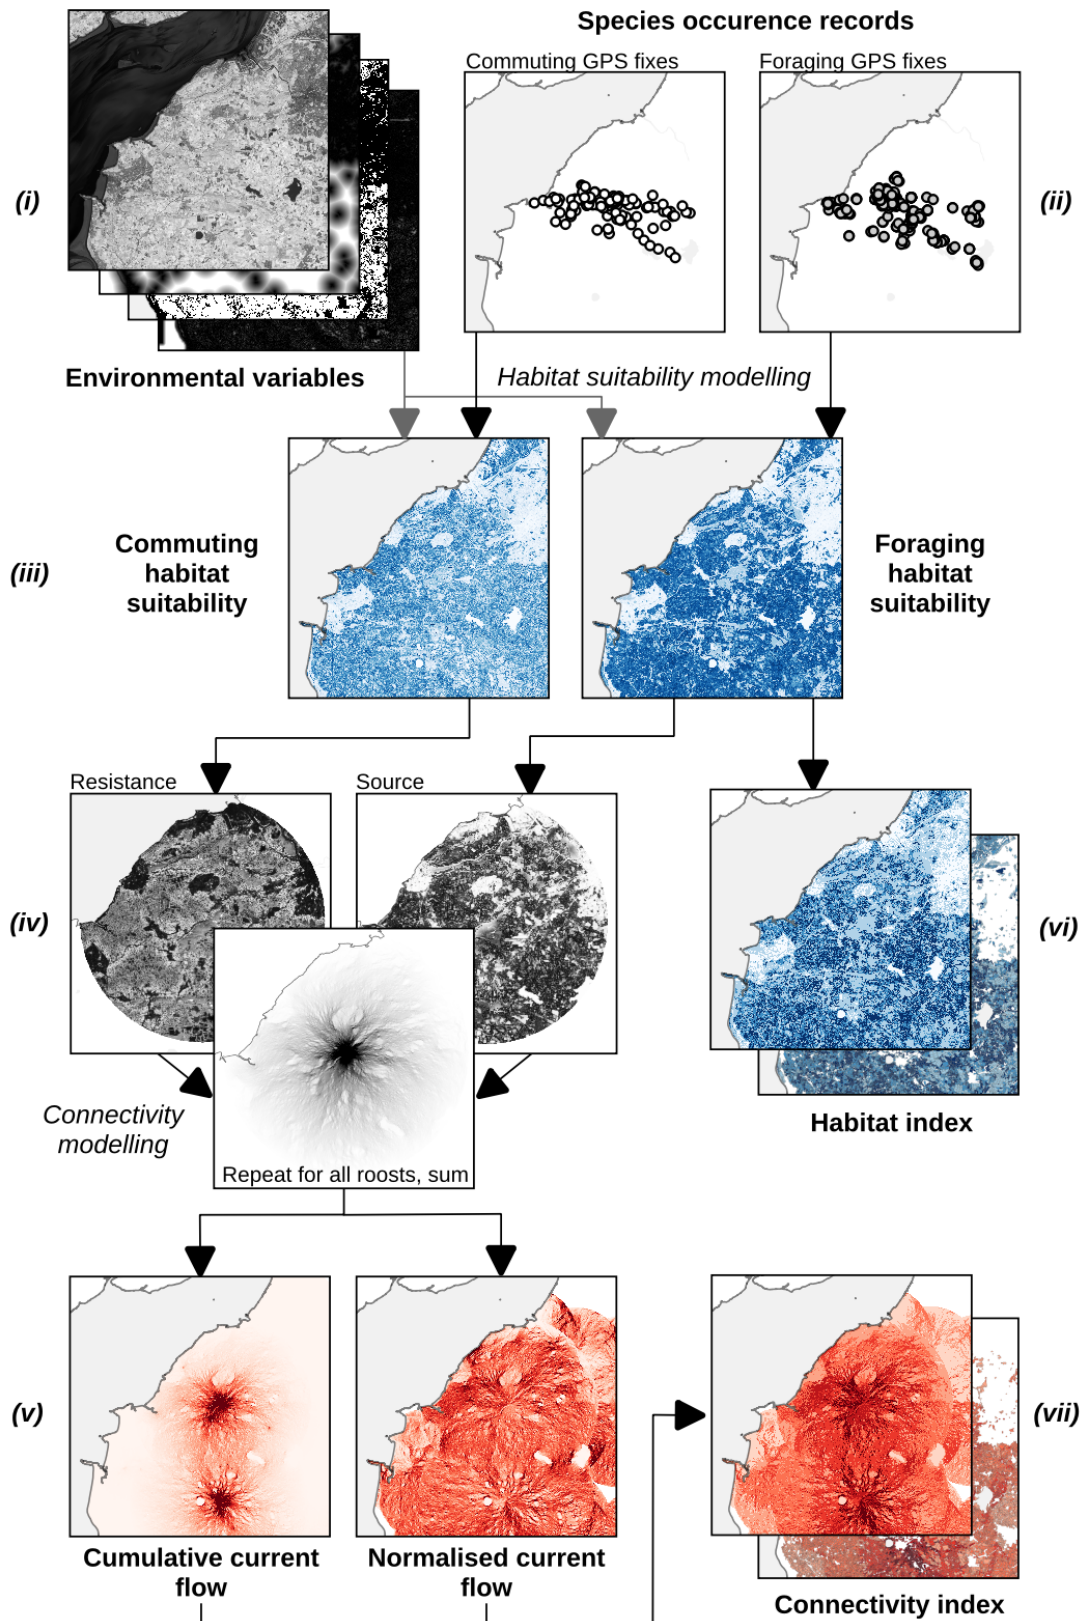 Species occurence records
Commuting GPS fixes
Foraging GPS fixes
(i)
(ii)
Environmental variables
Habitat suitability modelling
(iii)
Commuting
habitat
suitability
Foraging
habitat
suitability
Resistance
Source
(iv)
(vi)
Connectivity
modelling
Repeat for all roosts, sum
Habitat index
(v)
(vii)
Cumulative current
flow
Normalised current
flow
Connectivity index